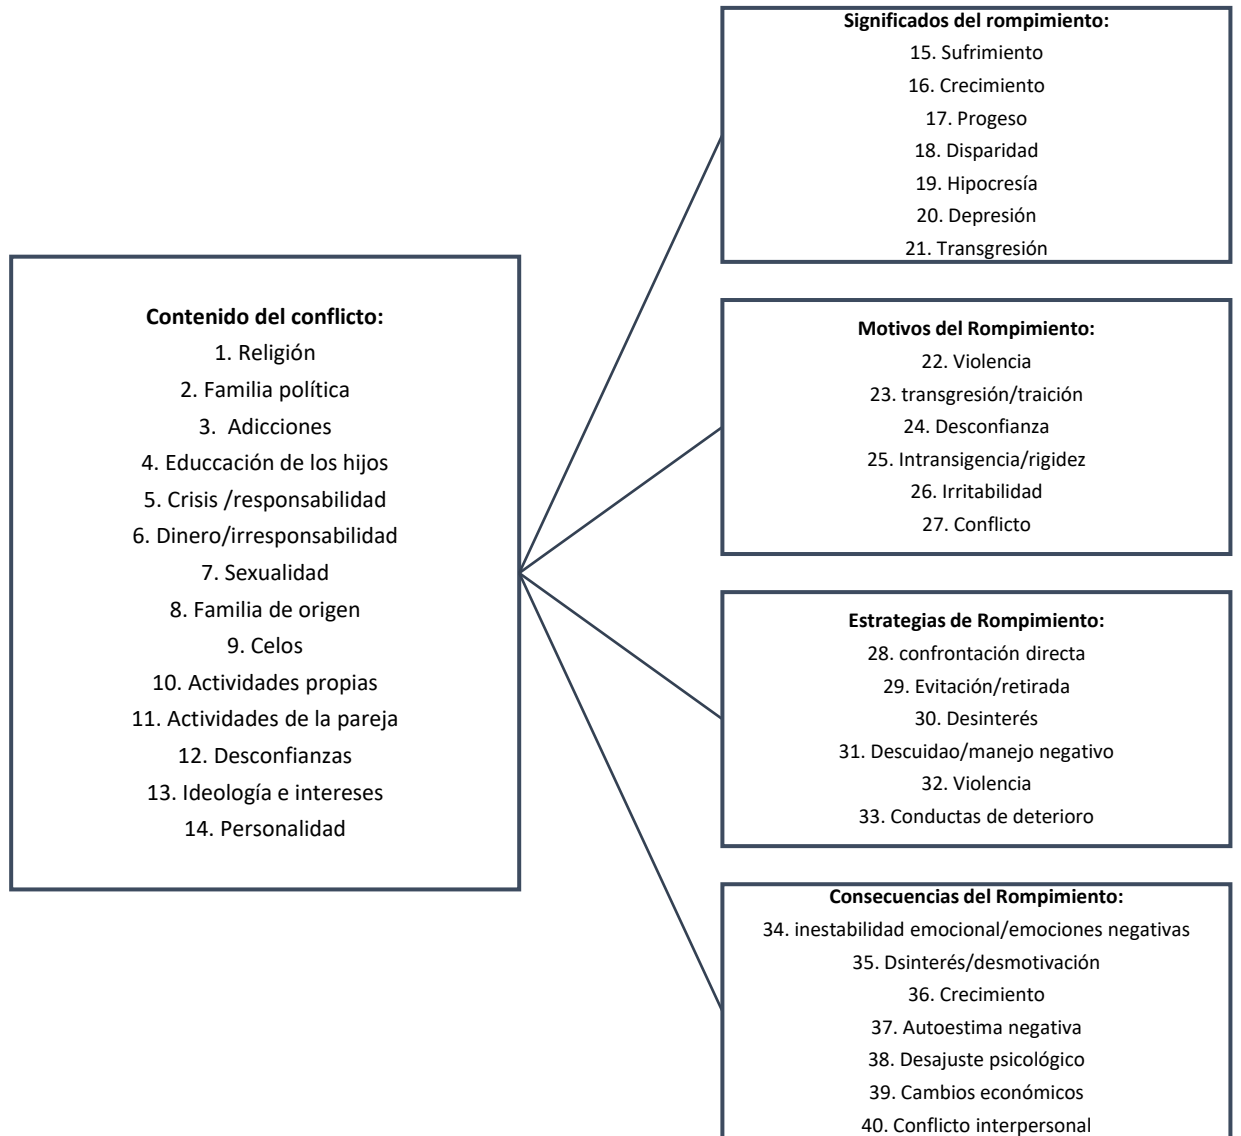 Contenido del conflicto:
1. Religión
2. Familia política
3. Adicciones
4. Educcación de los hijos
5. Crisis /responsabilidad
6. Dinero/irresponsabilidad
7. Sexualidad
8. Familia de origen
9. Celos
10. Actividades propias
11. Actividades de la pareja
12. Desconfianzas
13. Ideología e intereses
14. Personalidad
Significados del rompimiento:
15. Sufrimiento
16. Crecimiento
17. Progeso
18. Disparidad
19. Hipocresía
20. Depresión
21. Transgresión
Motivos del Rompimiento:
22. Violencia
23. transgresión/traición
24. Desconfianza
25. Intransigencia/rigidez
26. Irritabilidad
27. Conflicto
Estrategias de Rompimiento:
28. confrontación directa
29. Evitación/retirada
30. Desinterés
31. Descuidao/manejo negativo
32. Violencia
33. Conductas de deterioro
Consecuencias del Rompimiento:
34. inestabilidad emocional/emociones negativas
35. Dsinterés/desmotivación
36. Crecimiento
37. Autoestima negativa
38. Desajuste psicológico
39. Cambios económicos
40. Conflicto interpersonal